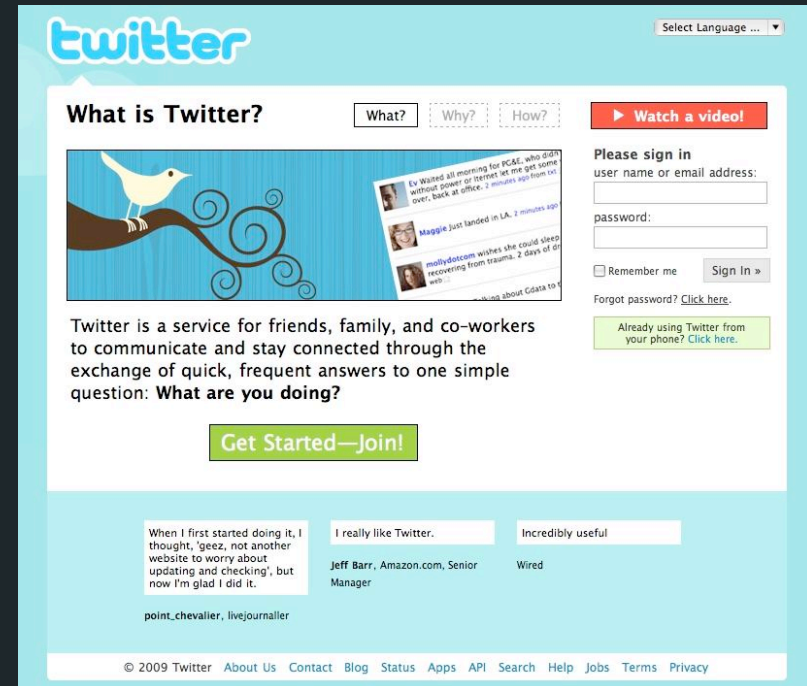 twitter
Select Language ...
What is Twitter?
What?
Why?
How?
Watch a video!
Ev Waited all morning for PG&E, who didn
without power or Iternet let me get some
over, back at office. 2 minutes ago from txt
Maggie Just landed in LA. 2 minutes ago
mollydotcom wishes she could sleep
recovering from trauma. 2 days of dr
web
about Gdata to t
Twitter is a service for friends, family, and co-workers
to communicate and stay connected through the
exchange of quick, frequent answers to one simple
question: What are you doing?
Get Started—Join!
Please sign in
user name or email address:
password:
Remember me
Sign In »
Forgot password? Click here.
Already using Twitter from
your phone? Click here.
When I first started doing it, I
thought, 'geez, not another
website to worry about
updating and checking', but
now I'm glad I did it.
point_chevalier, livejournaller
I really like Twitter.
Jeff Barr, Amazon.com, Senior
Manager
Incredibly useful
Wired
© 2009 Twitter About Us Contact Blog Status Apps API Search Help Jobs Terms Privacy